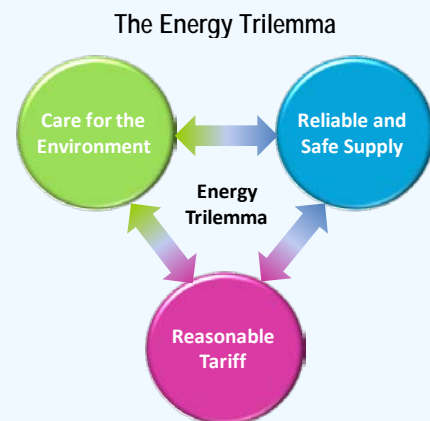 The Energy Trilemma
Care for the
Environment
Reliable and
Safe Supply
Energy
Trilemma
Reasonable
Tariff